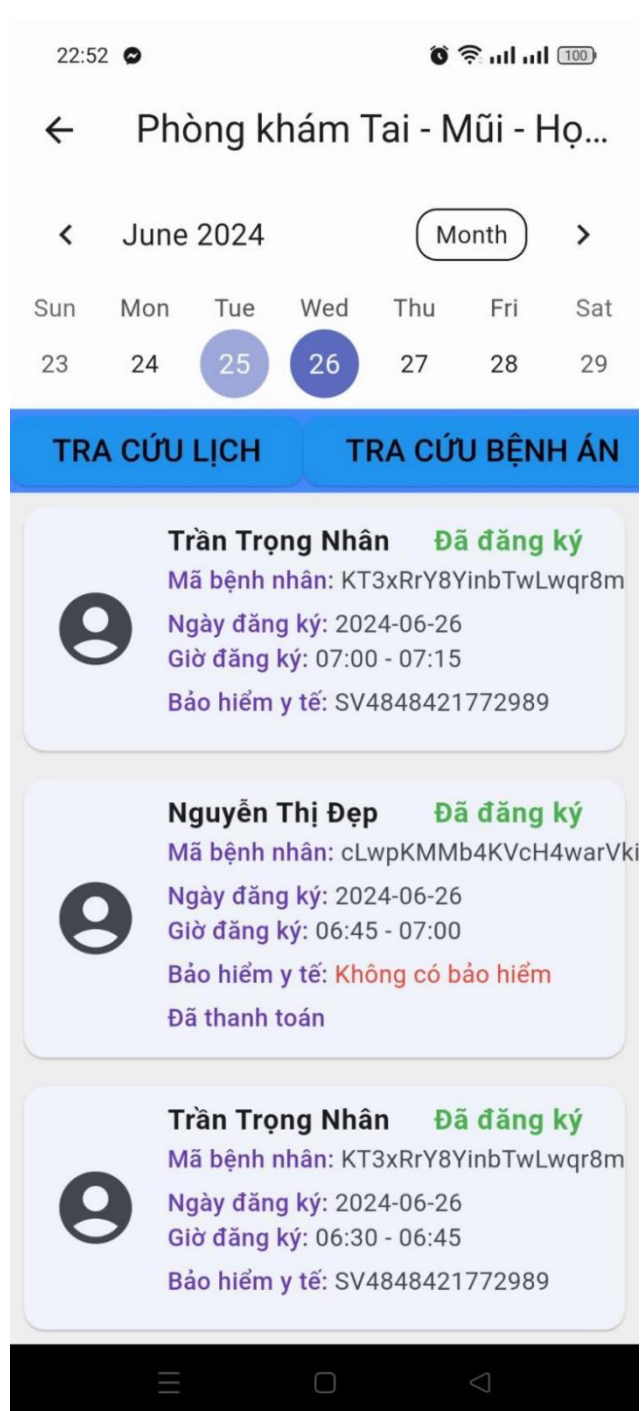 22:52
100
Phòng khám Tai - Mũi - Họ...
June 2024
Month
Sun Mon Tue Wed Thu Fri Sat
23 24 25 26 27 28 29
TRA CỨU LỊCH TRA CỨU BỆNH ÁN
Trần Trọng Nhân Đã đăng ký
Mã bệnh nhân: KT3xRrY8YinbTwLwqr8m
Ngày đăng ký: 2024-06-26
Giờ đăng ký: 07:00 - 07:15
Bảo hiểm y tế: SV4848421772989
Nguyễn Thị Đẹp Đã đăng ký
Mã bệnh nhân: cLwpKMMb4KVcH4warVki
Ngày đăng ký: 2024-06-26
Giờ đăng ký: 06:45 - 07:00
Bảo hiểm y tế: Không có bảo hiểm
Đã thanh toán
Trần Trọng Nhân Đã đăng ký
Mã bệnh nhân: KT3xRrY8YinbTwLwqr8m
Ngày đăng ký: 2024-06-26
Giờ đăng ký: 06:30 - 06:45
Bảo hiểm y tế: SV4848421772989